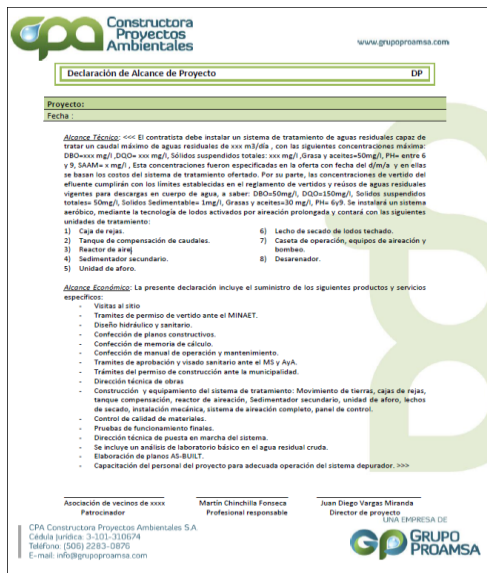 cpa Constructora
Proyectos
Ambientales
www.grupoproamsa.com
Declaración de Alcance de Proyecto DP
Proyecto:
Fecha :
Alcance Técnico: <<< El contratista debe instalar un sistema de tratamiento de aguas residuales capaz de
tratar un caudal máximo de aguas residuales de xxx m3/día , con las siguientes concentraciones máxima:
DBO=xxx mg/l ,DQO= xxx mg/l, Sólidos suspendidos totales: xxx mg/l ,Grasa y aceites=50mg/l, PH= entre 6
y 9, SAAM= x mg/l , Esta concentraciones fueron especificadas en la oferta con fecha del d/m/a y en ellas
se basan los costos del sistema de tratamiento ofertado. Por su parte, las concentraciones de vertido del
efluente cumplirán con los límites establecidas en el reglamento de vertidos y reúsos de aguas residuales
vigentes para descargas en cuerpo de agua, a saber: DBO=50mg/l, DQO=150mg/l, Solidos suspendidos
totales= 50mg/l, Solidos Sedimentable= 1mg/l, Grasas y aceites=30 mg/l, PH= 6y9. Se instalará un sistema
aeróbico, mediante la tecnología de lodos activados por aireación prolongada y contará con las siguientes
unidades de tratamiento:
1) Caja de rejas.
2) Tanque de compensación de caudales.
3) Reactor de aire
4) Sedimentador secundario.
5) Unidad de aforo.
6) Lecho de secado de lodos techado.
7) Caseta de operación, equipos de aireación y
bombeo.
8) Desarenador.
Alcance Económico: La presente declaración incluye el suministro de los siguientes productos y servicios
específicos:
- Visitas al sitio
- Tramites de permiso de vertido ante el MINAET.
- Diseño hidráulico y sanitario.
- Confección de planos constructivos.
- Confección de memoria de cálculo.
- Confección de manual de operación y mantenimiento.
- Tramites de aprobación y visado sanitario ante el MS y AyA.
- Trámites del permiso de construcción ante la municipalidad.
- Dirección técnica de obras
- Construcción y equipamiento del sistema de tratamiento: Movimiento de tierras, cajas de rejas,
tanque compensación, reactor de aireación, Sedimentador secundario, unidad de aforo, lechos
de secado, instalación mecánica, sistema de aireación completo, panel de control.
- Control de calidad de materiales.
- Pruebas de funcionamiento finales.
- Dirección técnica de puesta en marcha del sistema.
- Se incluye un análisis de laboratorio básico en el agua residual cruda.
- Elaboración de planos AS-BUILT.
- Capacitación del personal del proyecto para adecuada operación del sistema depurador. >>>
Asociación de vecinos de xxxx Martín Chinchilla Fonseca Juan Diego Vargas Miranda
Patrocinador Profesional responsable Director de proyecto
UNA EMPRESA DE
GP GRUPO
PROAMSA
CPA Constructora Proyectos Ambientales S.A
Cédula jurídica: 3-101-310674
Teléfono: (506) 2283-0876
E-mail: info@grupoproamsa.com